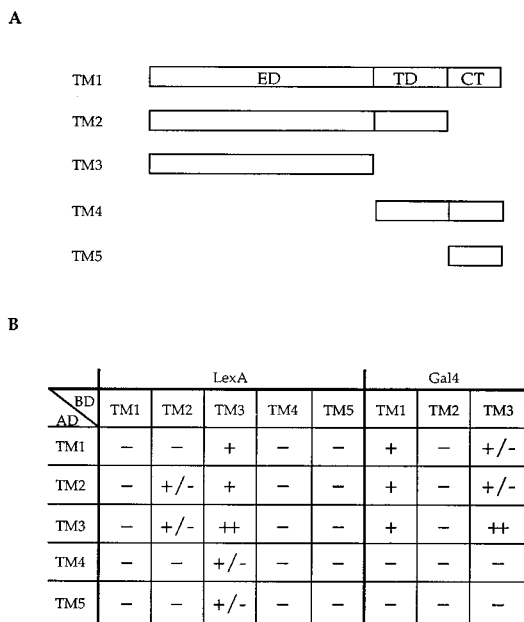 A
TM1 ED TD CT
TM2
TM3
TM4
TM5
B
LexA Gal4
BD AD TM1 TM2 TM3 TM4 TM5 TM1 TM2 TM3
TM1 − − + − − + − +/-
TM2 − +/- + − − + − +/-
TM3 − +/- ++ − − + − ++
TM4 − − +/- − − − − −
TM5 − − +/- − − − − −